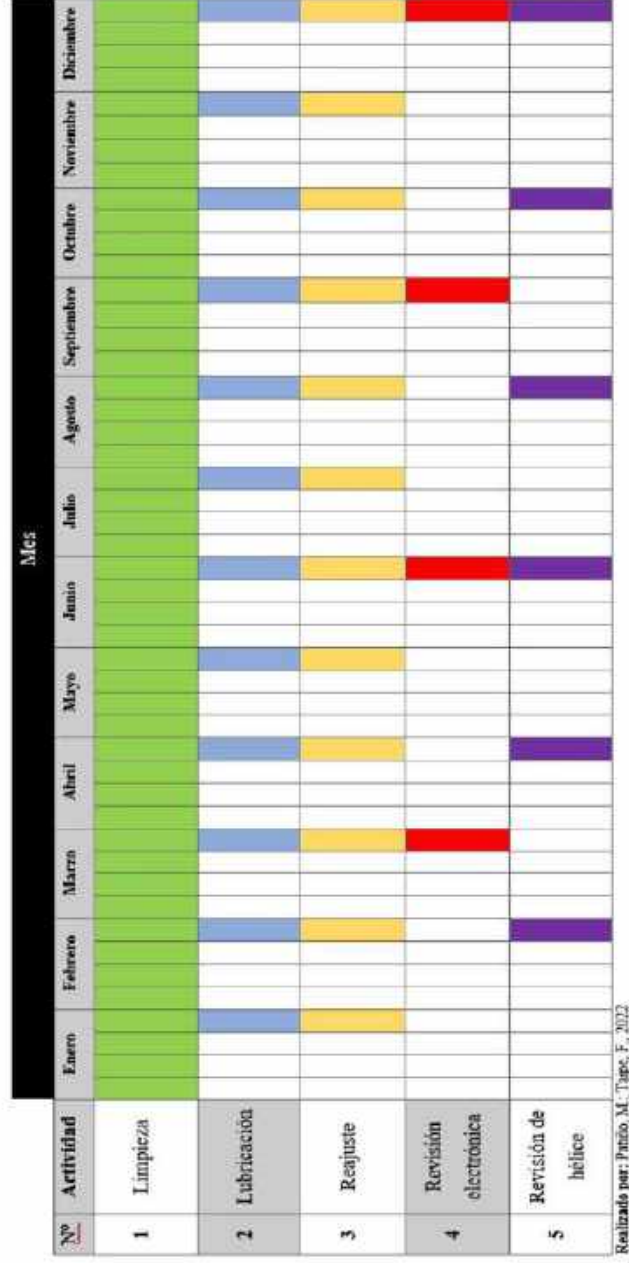 Mes
Nº Actividad Enero Febrero Marzo Abril Mayo Junio Julio Agosto Septiembre Octubre Noviembre Diciembre
1 Limpieza
2 Lubricación
3 Reajuste
4 Revisión
electrónica
5 Revisión de
hélice
Realizado por: Patiño, M.; Taipe, F., 2022